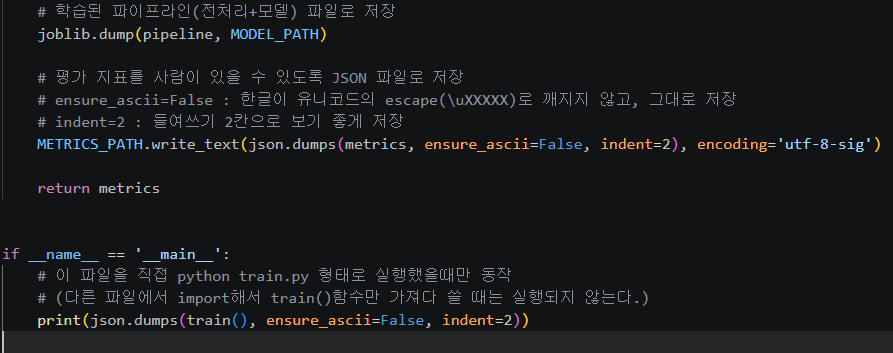 # 학습된 파이프라인(전처리+모델) 파일로 저장
joblib.dump(pipeline, MODEL_PATH)
# 평가 지표를 사람이 있을 수 있도록 JSON 파일로 저장
# ensure_ascii=False : 한글이 유니코드의 escape(\uXXXXX)로 깨지지 않고, 그대로 저장
# indent=2 : 들여쓰기 2칸으로 보기 좋게 저장
METRICS_PATH.write_text(json.dumps(metrics, ensure_ascii=False, indent=2), encoding='utf-8-sig')
return metrics
if __name__ == '__main__':
# 이 파일을 직접 python train.py 형태로 실행했을때만 동작
# (다른 파일에서 import해서 train()함수만 가져다 쓸 때는 실행되지 않는다.)
print(json.dumps(train(), ensure_ascii=False, indent=2))